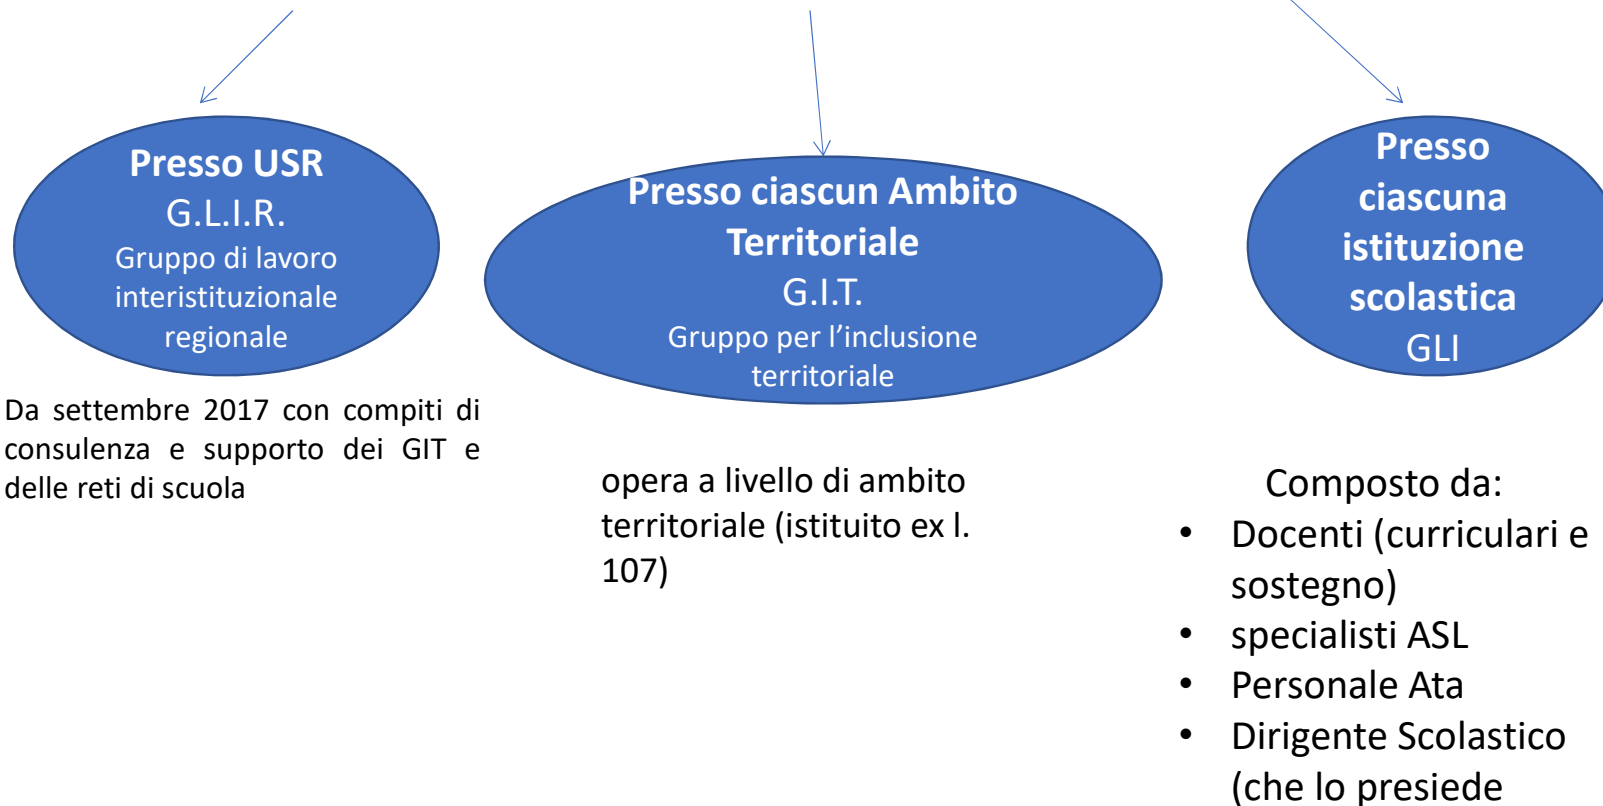 Presso USR
G.L.I.R.
Gruppo di lavoro
interistituzionale
regionale
Da settembre 2017 con compiti di
consulenza e supporto dei GIT e
delle reti di scuola
Presso ciascun Ambito
Territoriale
G.I.T.
Gruppo per l’inclusione
territoriale
opera a livello di ambito
territoriale (istituito ex l.
107)
Presso
ciascuna
istituzione
scolastica
GLI
Composto da:
• Docenti (curriculari e
sostegno)
• specialisti ASL
• Personale Ata
• Dirigente Scolastico
(che lo presiede